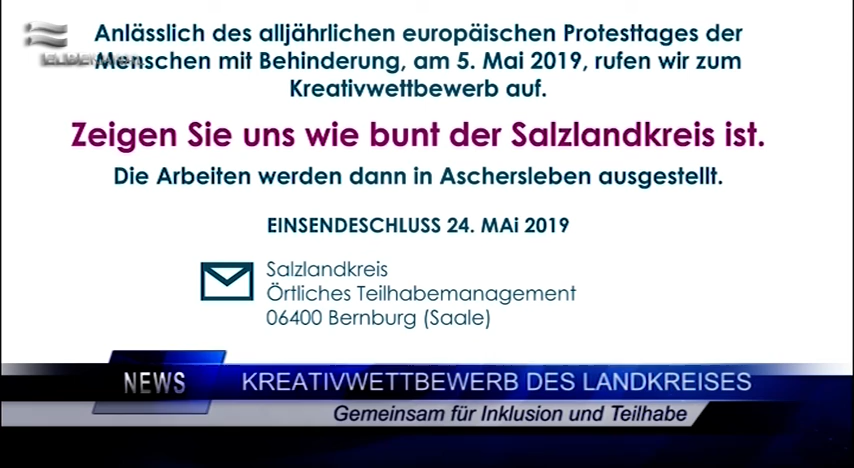 Anlässlich des alljährlichen europäischen Protesttages der
Menschen mit Behinderung, am 5. Mai 2019, rufen wir zum
Kreativwettbewerb auf.
Zeigen Sie uns wie bunt der Salzlandkreis ist.
Die Arbeiten werden dann in Aschersleben ausgestellt.
EINSENDESCHLUSS 24. MAi 2019
Salzlandkreis
Örtliches Teilhabemanagement
06400 Bernburg (Saale)
NEWS
KREATIVWETTBEWERB DES LANDKREISES
Gemeinsam für Inklusion und Teilhabe